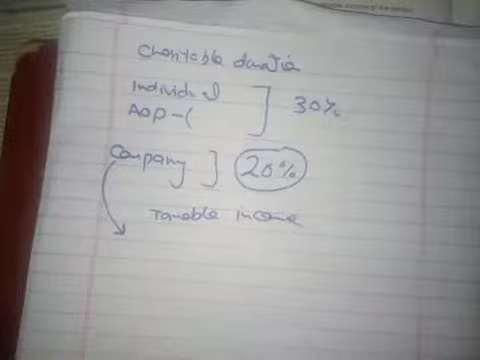 Charitable donation
Individual
AOP - (
] 30%
Company ] 20%
Taxable income